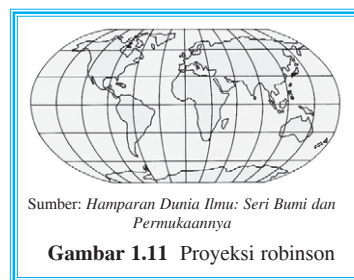 Sumber: Hamparan Dunia Ilmu: Seri Bumi dan
Permukaannya
Gambar 1.11 Proyeksi robinson